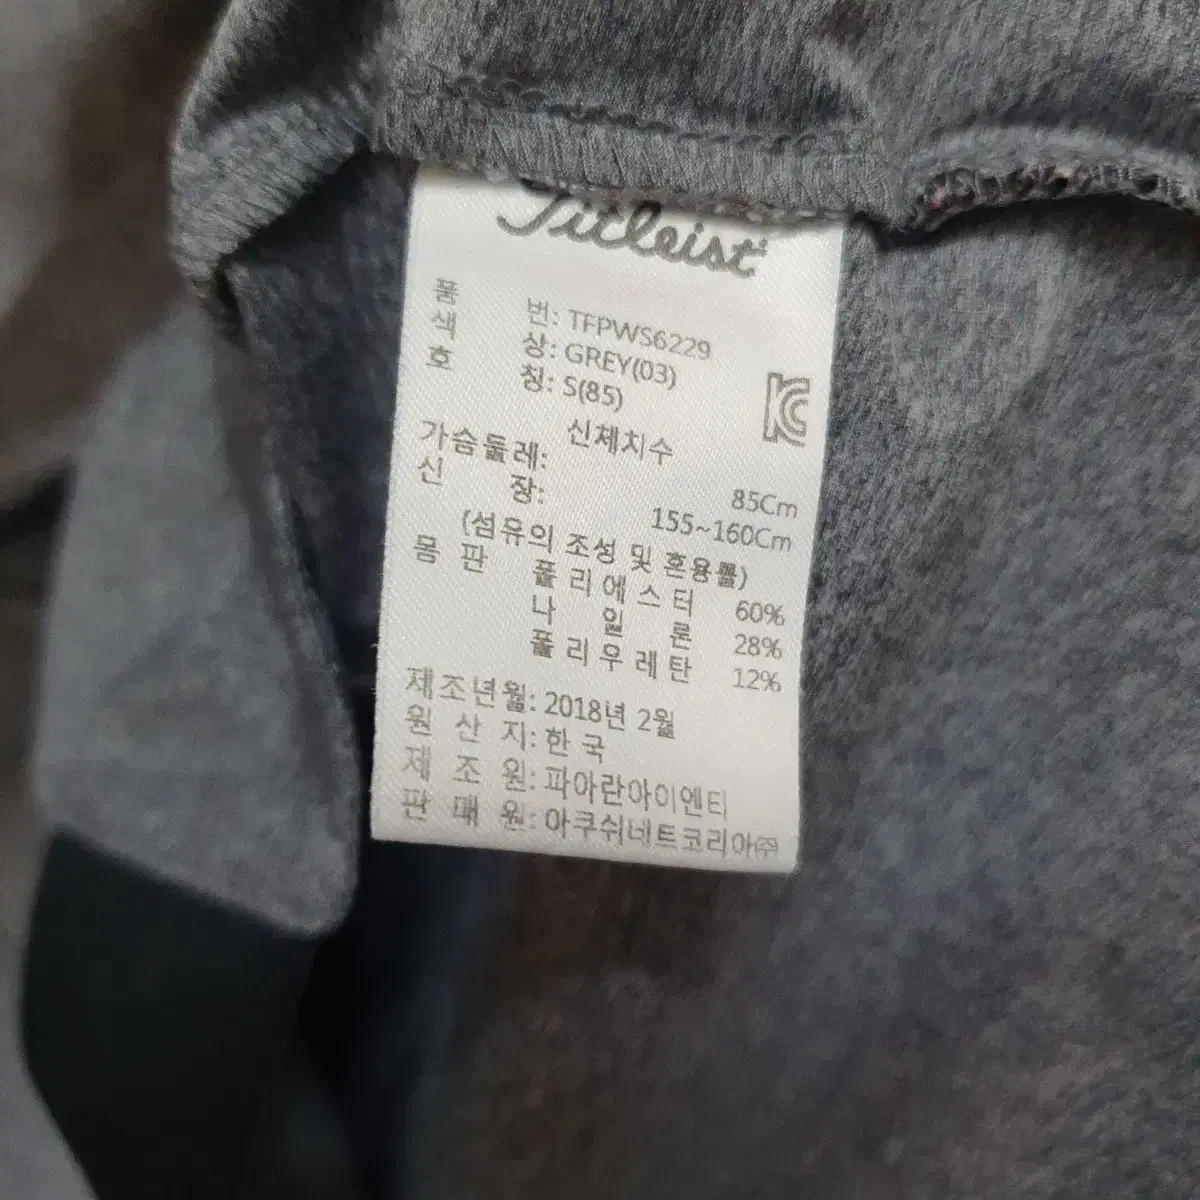 Titleist
품 번: TFPWS6229
색 상: GREY(03)
호 칭: S(85)
신체치수
가슴둘레: 85Cm
신 장: 155~160Cm
(섬유의 조성 및 혼용률)
몸 판 폴리에스터 60%
나 일 론 28%
폴리우레탄 12%
제조년월: 2018년 2월
원 산 지: 한 국
제 조 원: 파아란아이엔티
판 매 원: 아쿠쉬네트코리아㈜